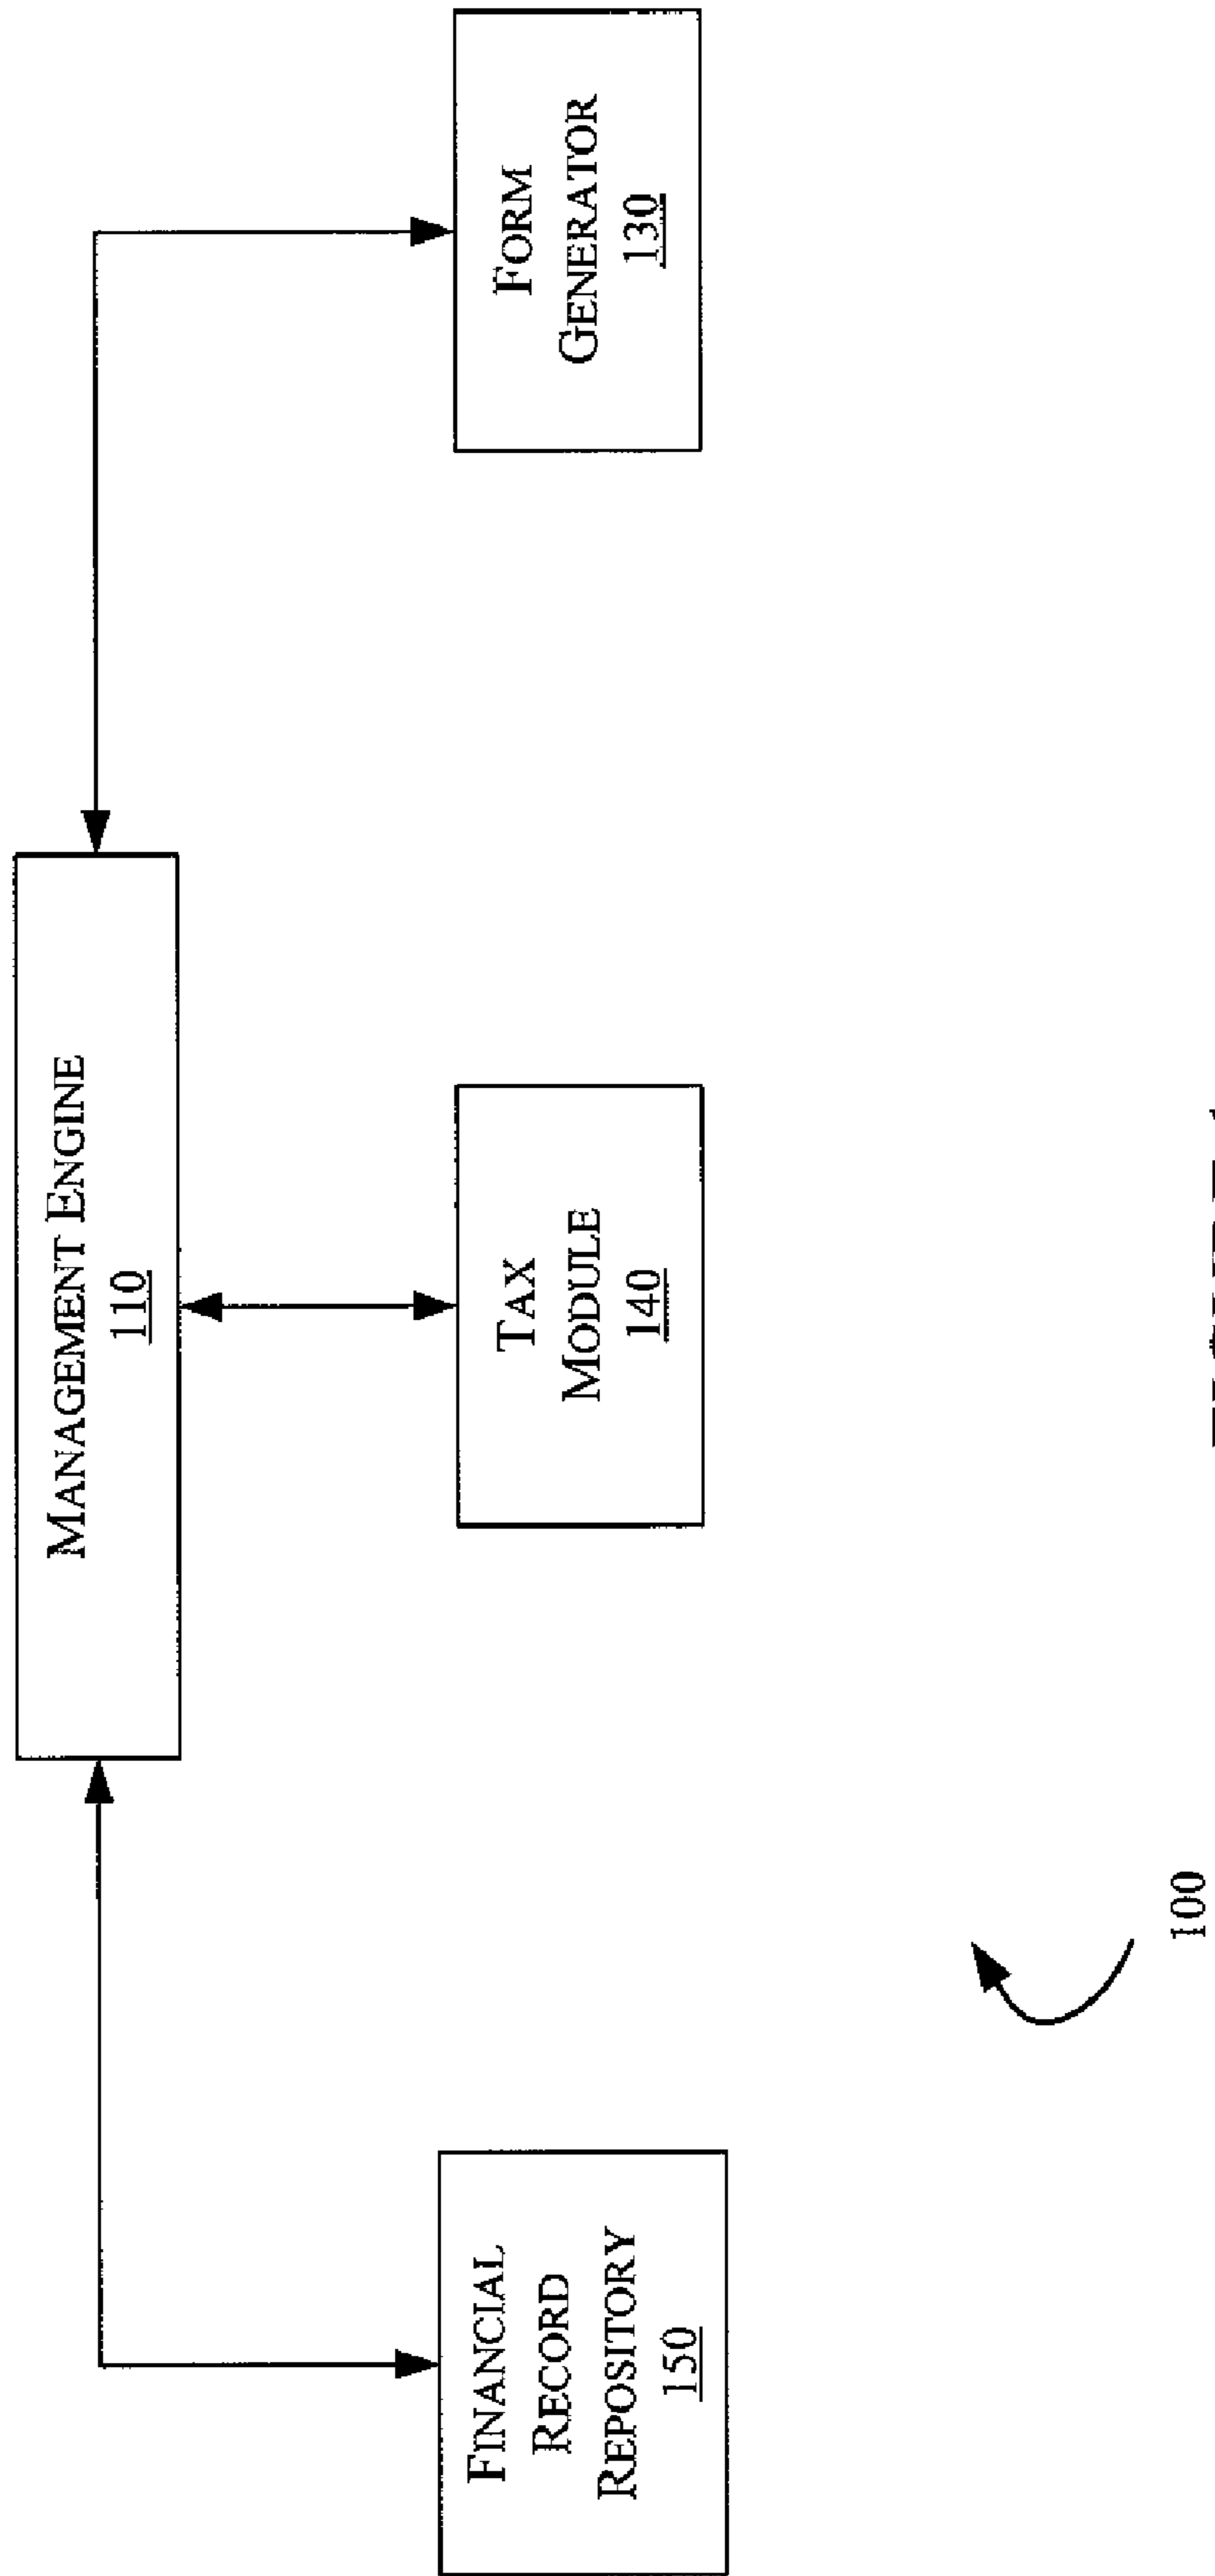 MANAGEMENT ENGINE
110
FINANCIAL
RECORD
REPOSITORY
150
TAX
MODULE
140
FORM
GENERATOR
130
100